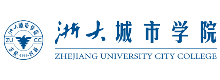 浙大城市学院
ZHEJIANG UNIVERSITY CITY COLLEGE